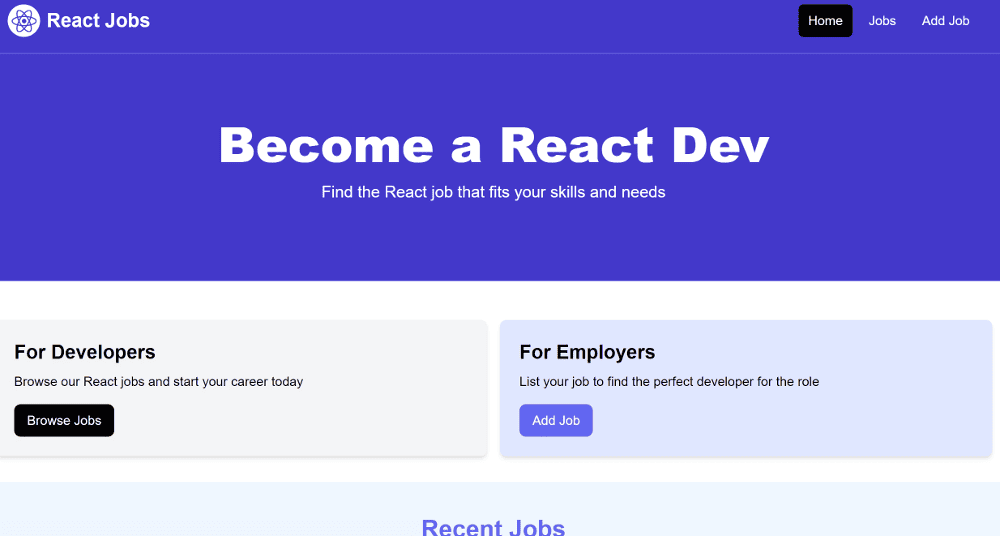 React Jobs
Home
Jobs
Add Job
Become a React Dev
Find the React job that fits your skills and needs
For Developers
Browse our React jobs and start your career today
Browse Jobs
For Employers
List your job to find the perfect developer for the role
Add Job
Recent Jobs